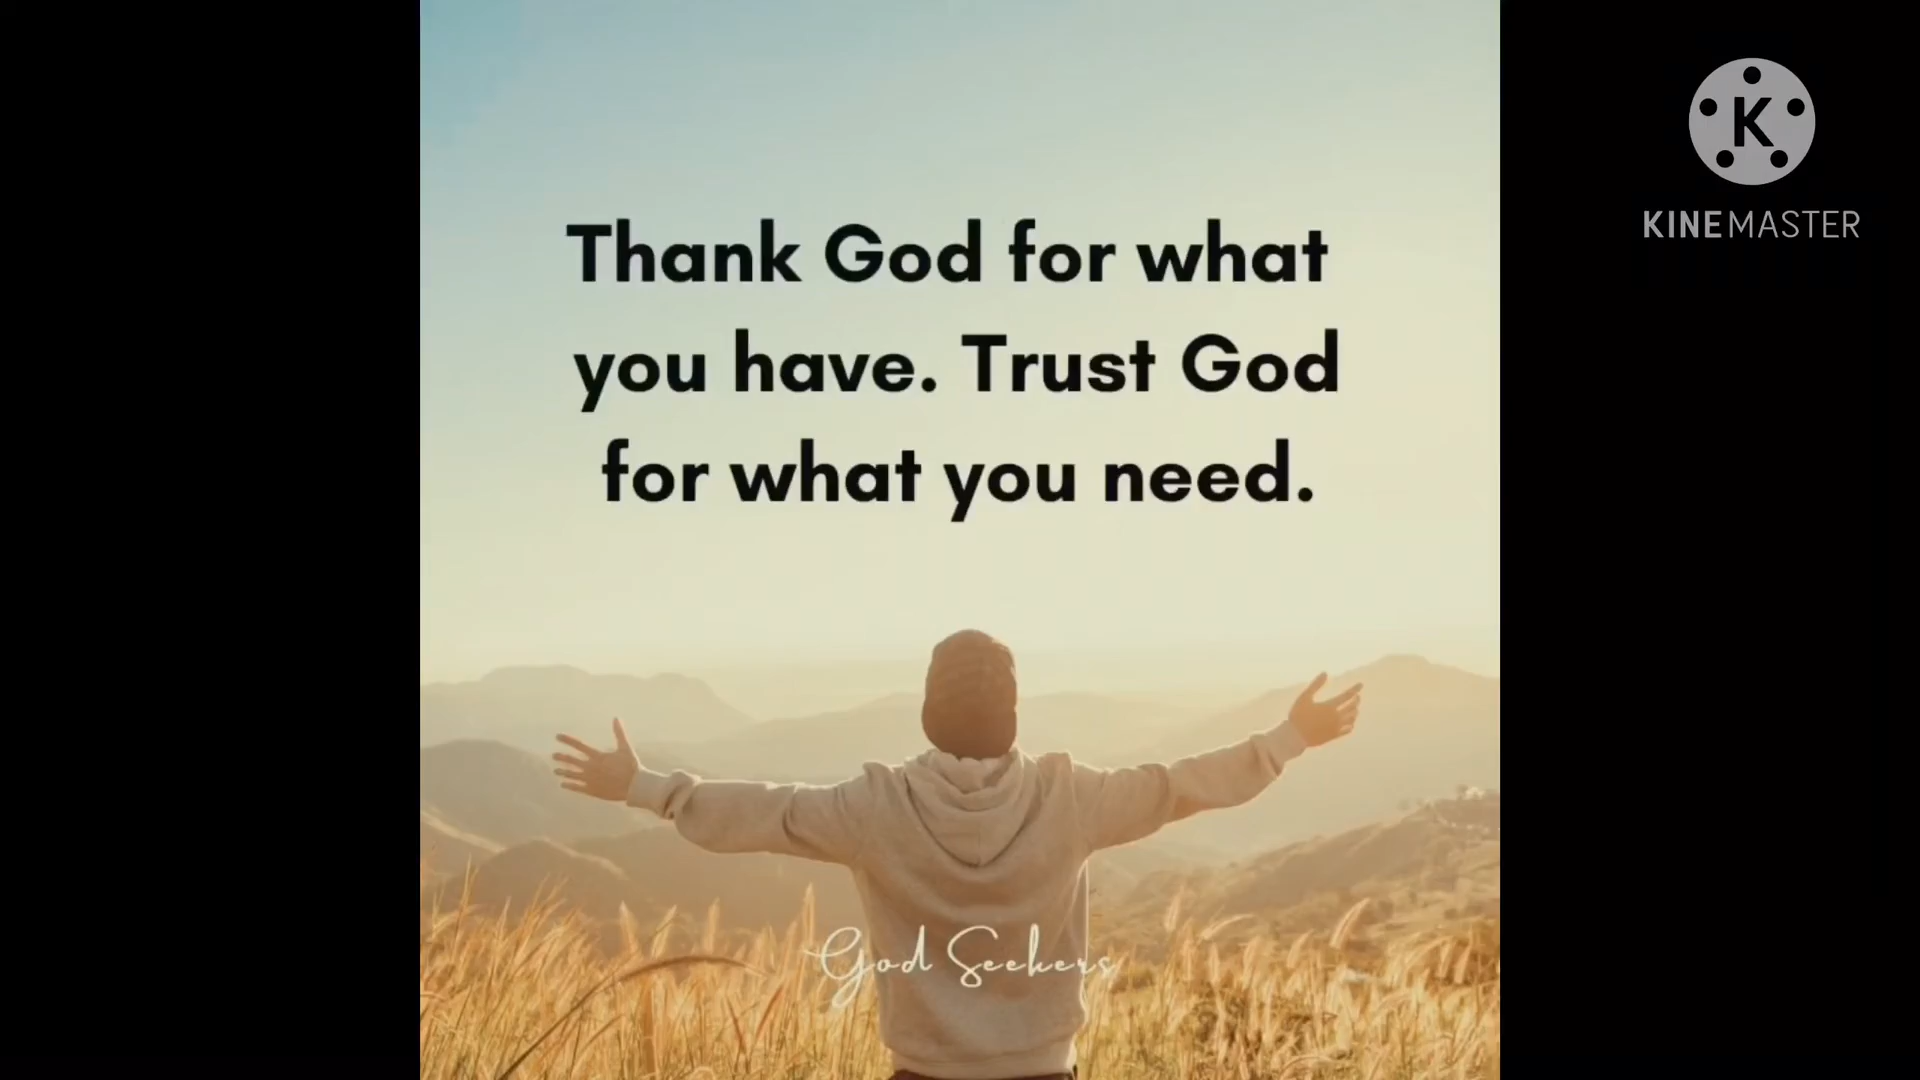 Thank God for what
you have. Trust God
for what you need.
God Seekers
K
KINEMASTER